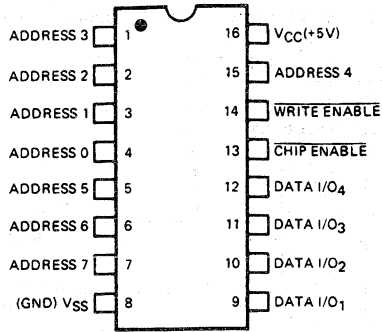 ADDRESS 3 1 16 VCC(+5V)
ADDRESS 2 2 15 ADDRESS 4
ADDRESS 1 3 14 WRITE ENABLE
ADDRESS 0 4 13 CHIP ENABLE
ADDRESS 5 5 12 DATA I/O4
ADDRESS 6 6 11 DATA I/O3
ADDRESS 7 7 10 DATA I/O2
(GND) VSS 8 9 DATA I/O1